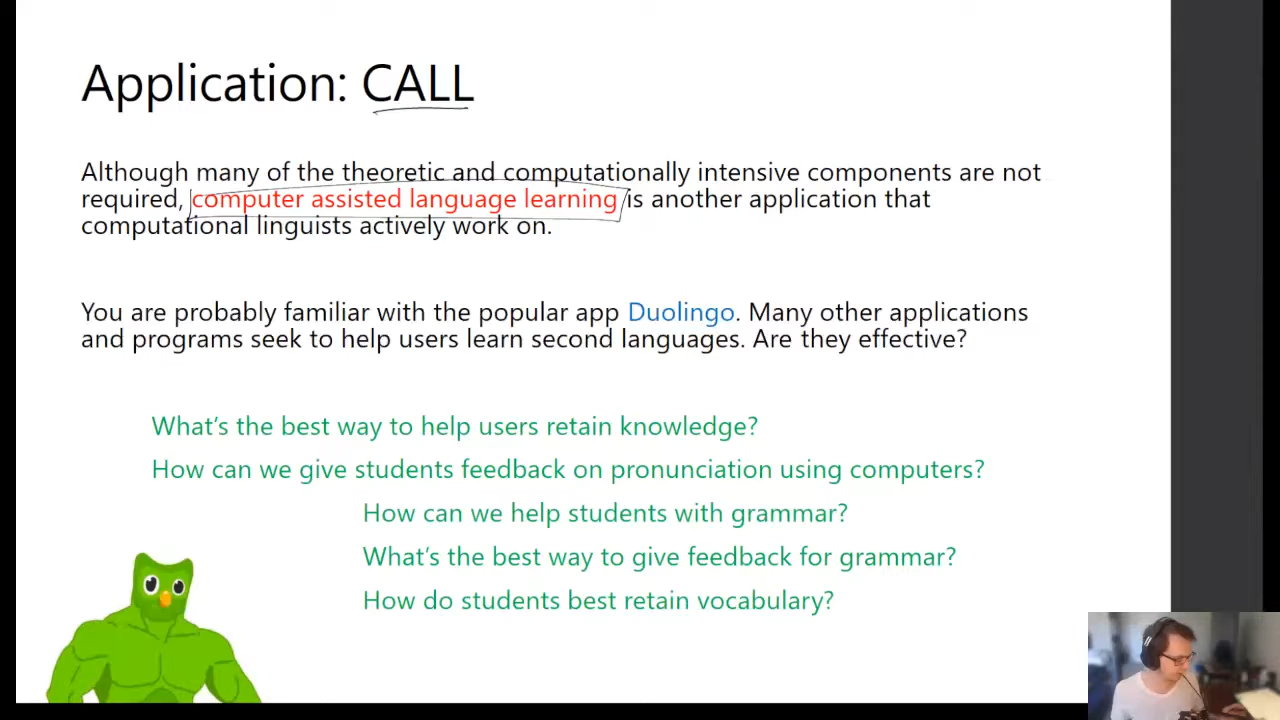 Application: CALL
Although many of the theoretic and computationally intensive components are not
required, computer assisted language learning is another application that
computational linguists actively work on.
You are probably familiar with the popular app Duolingo. Many other applications
and programs seek to help users learn second languages. Are they effective?
What's the best way to help users retain knowledge?
How can we give students feedback on pronunciation using computers?
How can we help students with grammar?
What's the best way to give feedback for grammar?
How do students best retain vocabulary?